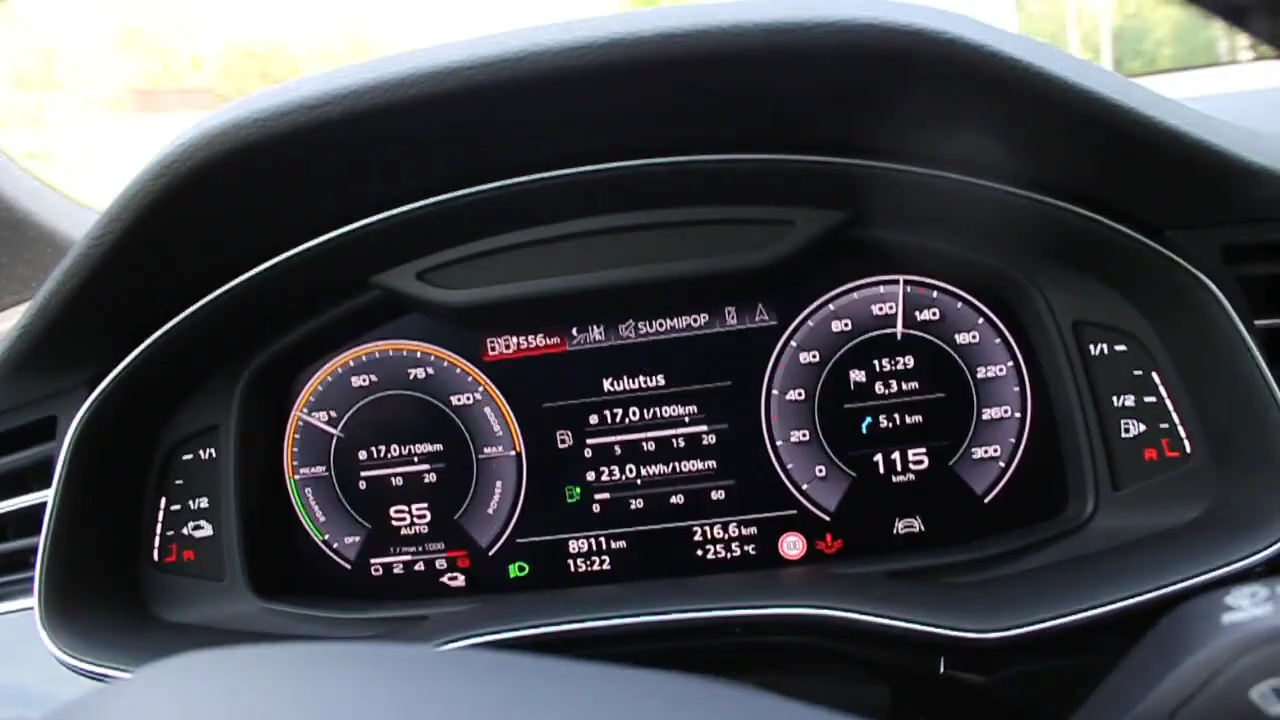 556km SUOMIPOP
Kulutus
ø 17,0 l/100km
0 5 10 15 20
ø 23,0 kWh/100km
0 20 40 60
8911 km 216,6 km
15:22 +25,5 °C
25% 50% 75% 100% BOOST
MAX
READY
CHARGE
OFF
POWER
ø 17,0 l/100km
0 10 20
S5
AUTO
1 / min x 1000
0 2 4 6 8
0 20 40 60 80 100 140 180 220 260 300
15:29
6,3 km
5,1 km
115
km/h
100
1/1
1/2
R
1/1
1/2
R